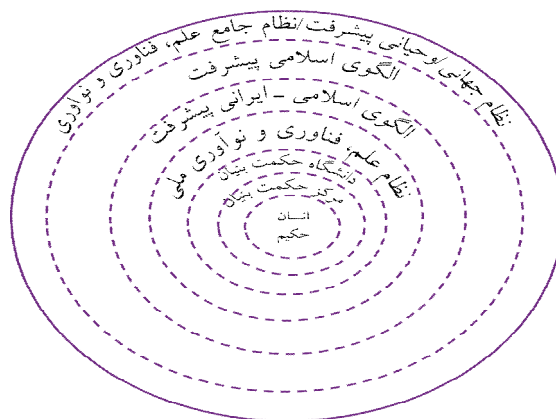 نظام جهانی/وحیانی پیشرفت/نظام جامع علم، فناوری و نوآوری
الگوی اسلامی پیشرفت
الگوی اسلامی - ایرانی پیشرفت
نظام علم، فناوری و نوآوری ملی
دانشگاه حکمت بنیان
مرکز حکمت بنیان
انسان
حکیم